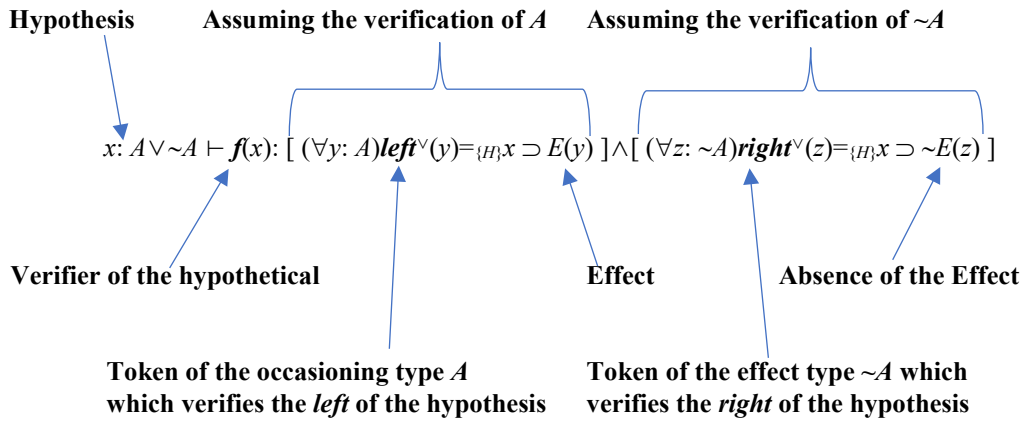 Hypothesis Assuming the verification of A Assuming the verification of ~A
x: A∨~A ⊢ f(x): [ (∀y: A)left^∨(y)=_{H}x ⊃ E(y) ]∧[ (∀z: ~A)right^∨(z)=_{H}x ⊃ ~E(z) ]
Verifier of the hypothetical Effect Absence of the Effect
Token of the occasioning type A
which verifies the left of the hypothesis
Token of the effect type ~A which
verifies the right of the hypothesis